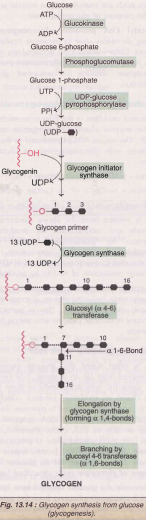 Glucose
ATP
Glucokinase
ADP
Glucose 6-phosphate
Phosphoglucomutase
Glucose 1-phosphate
UTP
UDP-glucose
pyrophosphorylase
PPi
UDP-glucose
(UDP )
OH
Glycogenin
Glycogen initiator
synthase
UDP
1 2 3
Glycogen primer
13 (UDP )
Glycogen synthase
13 UDP
1 10 16
Glucosyl (α 4-6)
transferase
1 7 10
α 1-6-Bond
11
16
Elongation by
glycogen synthase
(forming α 1,4-bonds)
Branching by
glucosyl 4-6 transferase
(α 1,6-bonds)
GLYCOGEN
Fig. 13.14 : Glycogen synthesis from glucose
(glycogenesis).